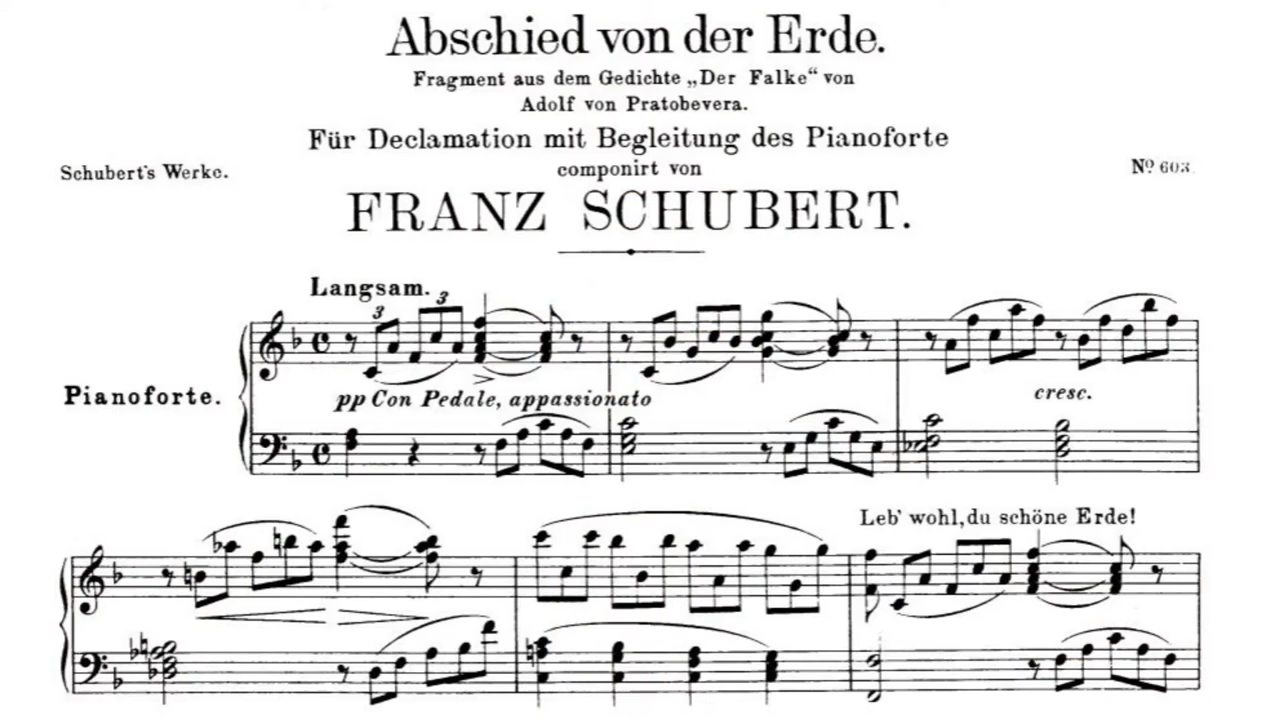 Abschied von der Erde.
Fragment aus dem Gedichte „Der Falke“ von
Adolf von Pratobevera.
Für Declamation mit Begleitung des Pianoforte
Schubert's Werke.
componirt von
Nº 603.
FRANZ SCHUBERT.
Langsam.
3
3
Pianoforte.
pp Con Pedale, appassionato
cresc.
Leb' wohl, du schöne Erde!